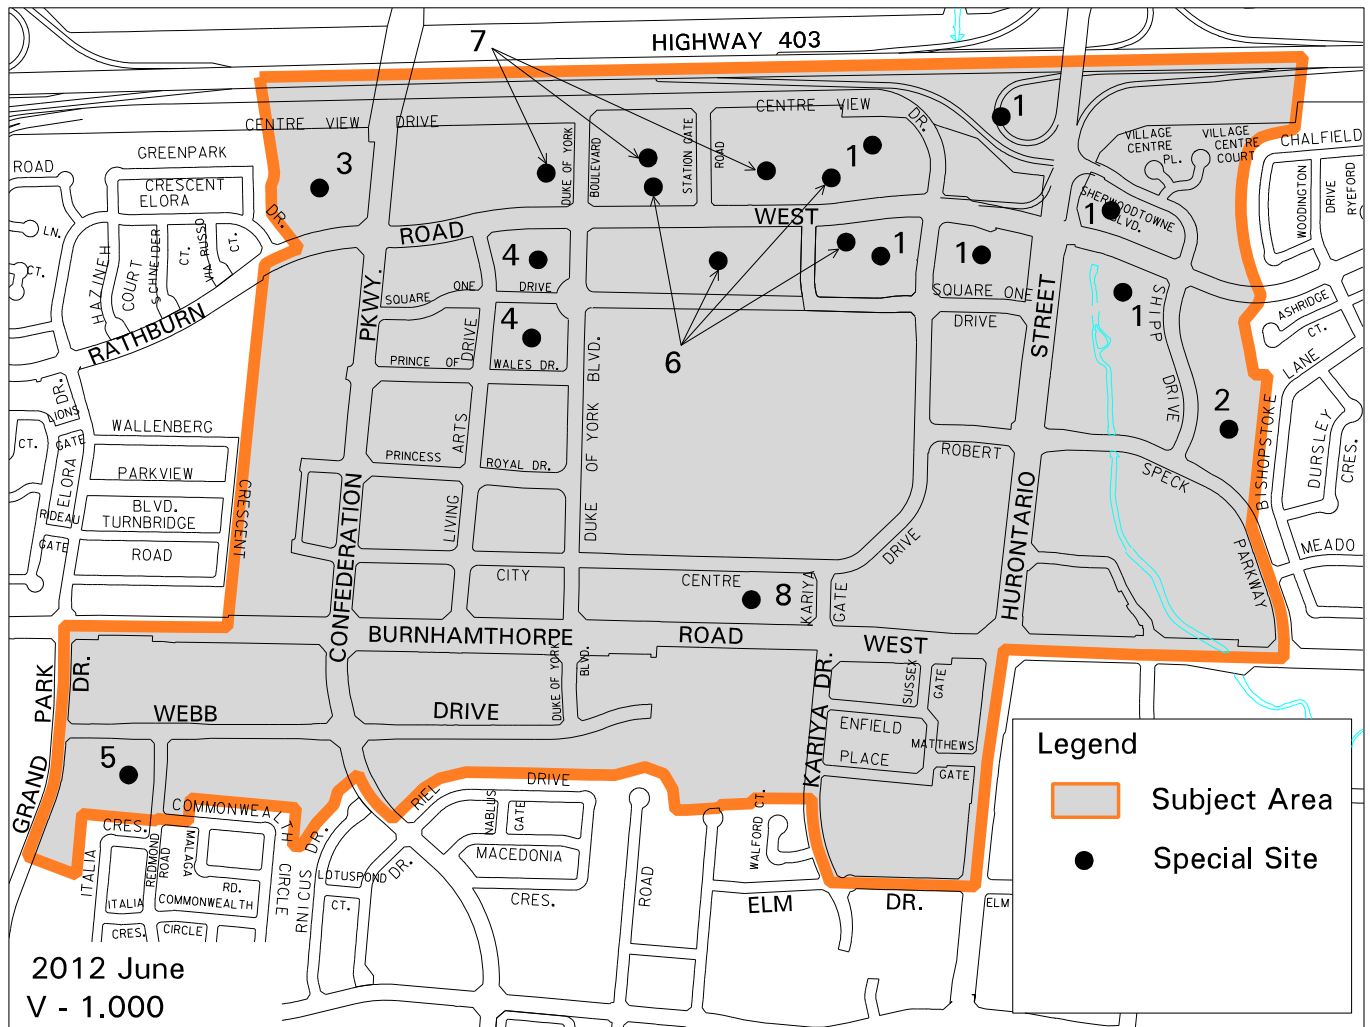 HIGHWAY 403
7
CENTRE VIEW DRIVE
CENTRE VIEW
DR.
1
ROAD
GREENPARK
CRESCENT
ELORA
3
DUKE OF YORK
BOULEVARD
STATION GATE
ROAD
1
VILLAGE
CENTRE
PL.
VILLAGE
CENTRE
COURT
CHALFIELD
WOODINGTON
DRIVE
RYEFORD
LN.
CT.
HAZINEH
COURT
SCHNEIDER
CT.
VIA RUSSO
CT.
DR.
ROAD
WEST
1
SHERWOODTOWNE
BLVD.
4
DRIVE
1
1
SQUARE ONE
SQUARE ONE
DRIVE
1
SHIPP
DRIVE
ASHRIDGE
CT.
LANE
RATHBURN
PKWY.
4
DRIVE
PRINCE OF
WALES DR.
6
STREET
2
DR.
LIONS
GATE
CT.
WALLENBERG
PARKVIEW
BLVD.
TURNBRIDGE
ROAD
ELORA
RIDEAU
GATE
CRESCENT
PRINCESS
ARTS
ROYAL DR.
LIVING
CITY
DUKE OF YORK BLVD.
ROBERT
SPECK
PARKWAY
BISHOPSTOKE
DURSLEY
CRES.
MEADO
DRIVE
CENTRE
8
KARIYA
GATE
CONFEDERATION
HURONTARIO
BURNHAMTHORPE ROAD WEST
DR.
PARK
GRAND
WEBB DRIVE
DUKE OF YORK
BLVD.
KARIYA DR.
SUSSEX
GATE
ENFIELD
PLACE
MATTHEWS
GATE
5
COMMONWEALTH
CIRCLE
CRES.
ITALIA
REDMOND
ROAD
MALAGA
RD.
ITALIA
COMMONWEALTH
CRES.
CIRCLE
DR.
LOTUSPOND
CT.
DR.
RIEL
DRIVE
NABLUS
GATE
MACEDONIA
CRES.
ROAD
WALFORD CT.
ELM DR.
ELM
Legend
Subject Area
Special Site
2012 June
V - 1.000